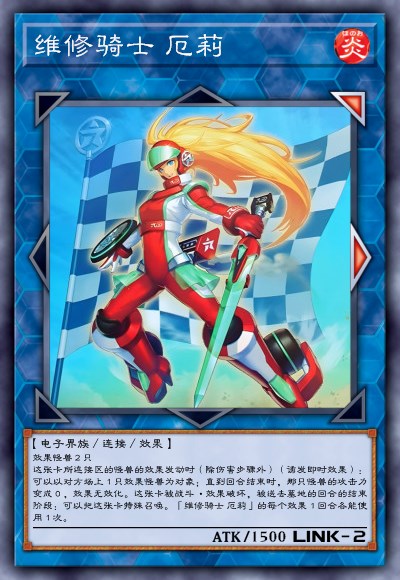 维修骑士 厄莉
ほのお
炎
【电子界族／连接／效果】
效果怪兽２只
这张卡所连接区的怪兽的效果发动时（除伤害步骤外）（诱发即时效果）：
可以以对方场上１只效果怪兽为对象；直到回合结束时，那只怪兽的攻击力
变成０，效果无效化。这张卡被战斗・效果破坏，被送去墓地的回合的结束
阶段；可以把这张卡特殊召唤。「维修骑士 厄莉」的每个效果１回合各能使
用１次。
ATK/1500 LINK-2